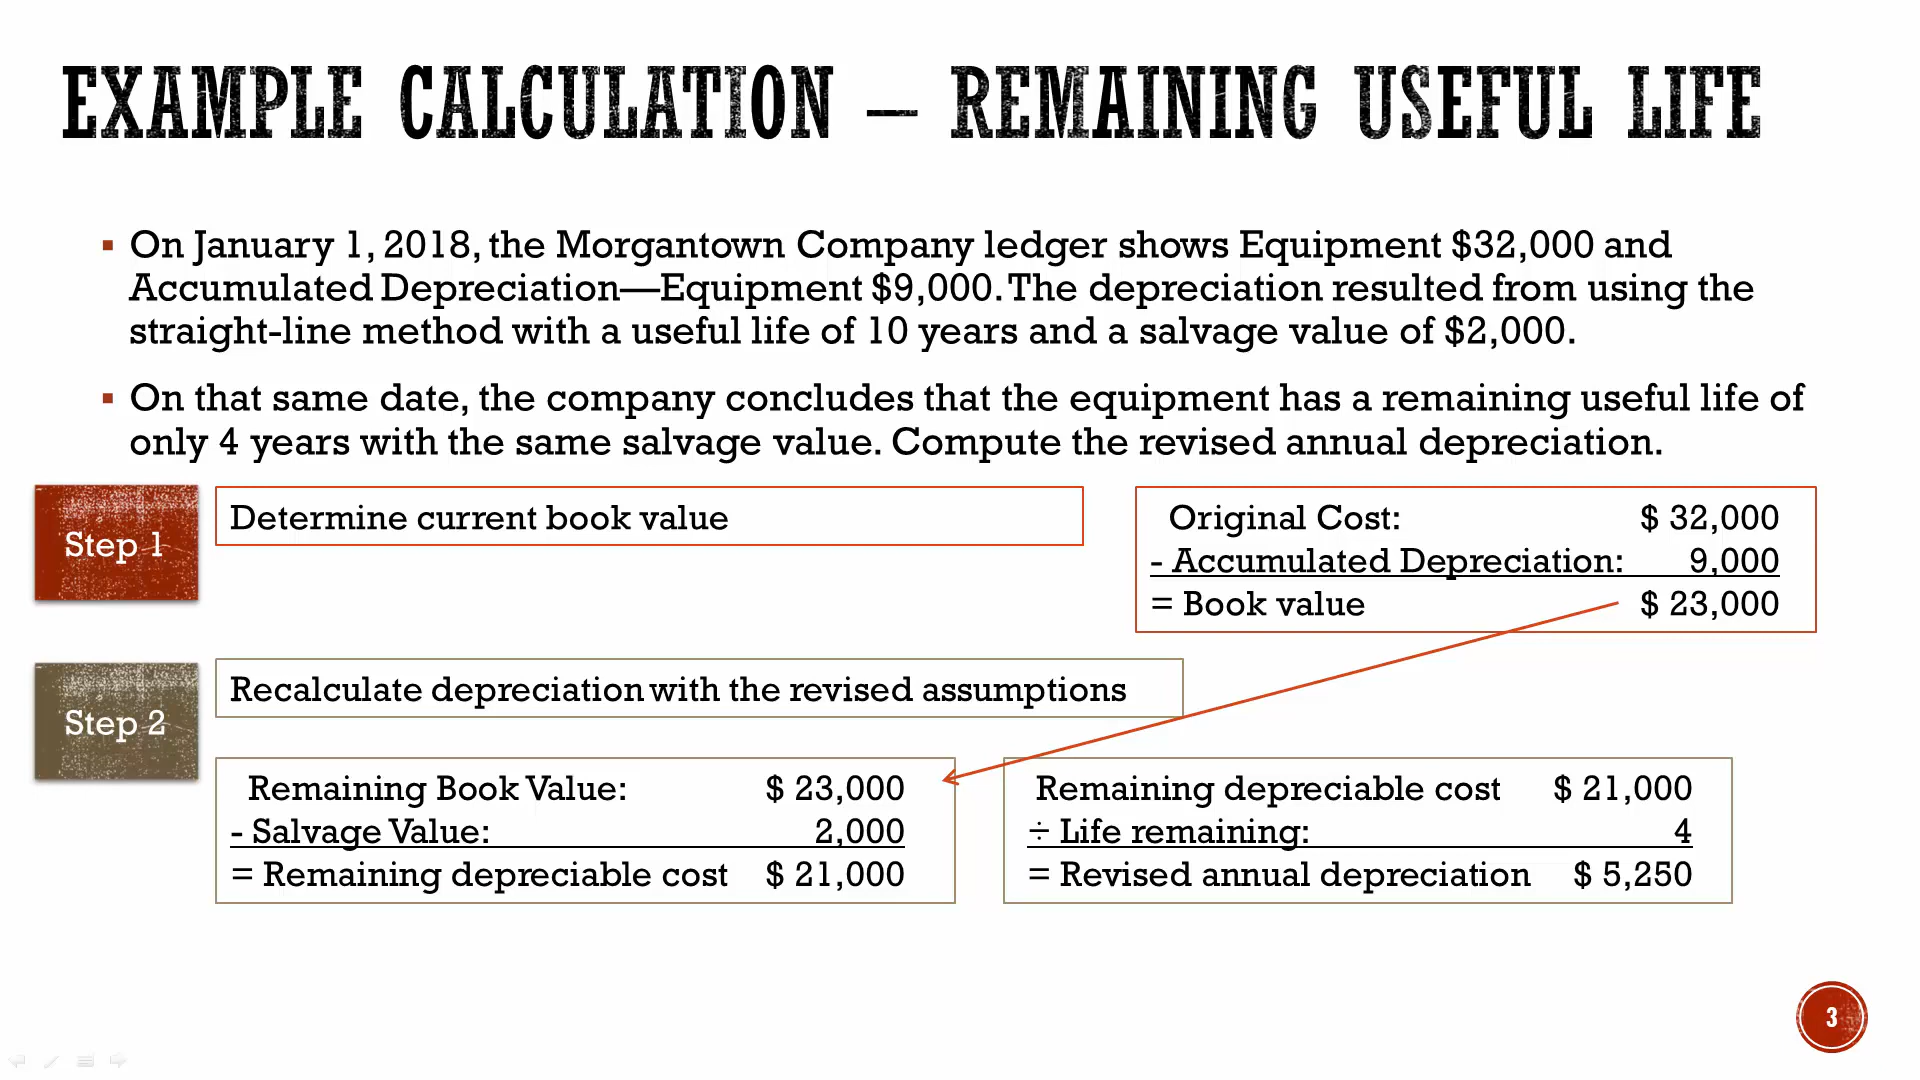 EXAMPLE CALCULATION – REMAINING USEFUL LIFE
▪ On January 1, 2018, the Morgantown Company ledger shows Equipment $32,000 and
Accumulated Depreciation—Equipment $9,000. The depreciation resulted from using the
straight-line method with a useful life of 10 years and a salvage value of $2,000.
▪ On that same date, the company concludes that the equipment has a remaining useful life of
only 4 years with the same salvage value. Compute the revised annual depreciation.
Step 1
Determine current book value
Original Cost: $ 32,000
- Accumulated Depreciation: 9,000
= Book value $ 23,000
Step 2
Recalculate depreciation with the revised assumptions
Remaining Book Value: $ 23,000
- Salvage Value: 2,000
= Remaining depreciable cost $ 21,000
Remaining depreciable cost $ 21,000
÷ Life remaining: 4
= Revised annual depreciation $ 5,250
3